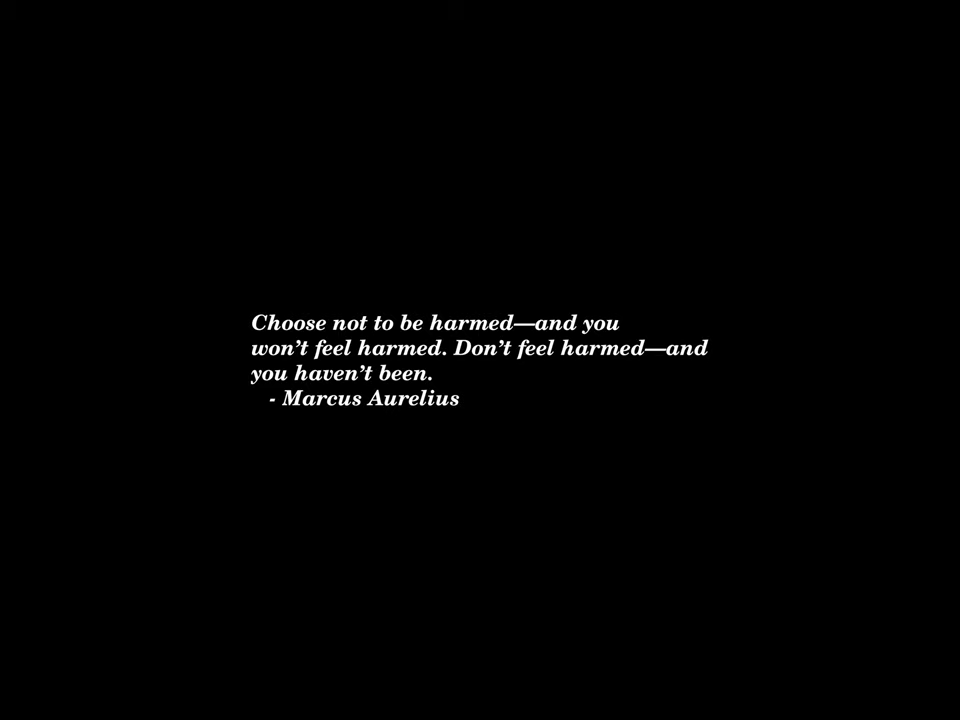 Choose not to be harmed—and you
won’t feel harmed. Don’t feel harmed—and
you haven’t been.
- Marcus Aurelius